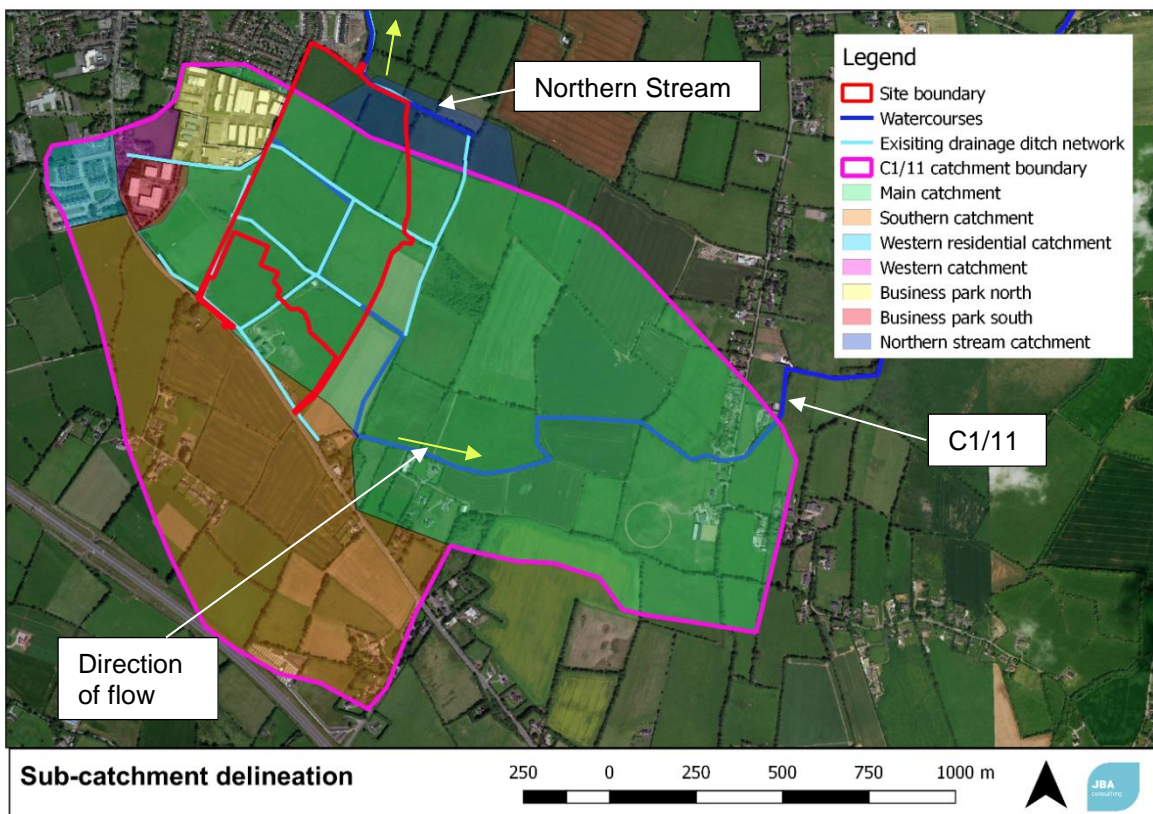 Northern Stream
Legend
Site boundary
Watercourses
Exisiting drainage ditch network
C1/11 catchment boundary
Main catchment
Southern catchment
Western residential catchment
Western catchment
Business park north
Business park south
Northern stream catchment
C1/11
Direction
of flow
Sub-catchment delineation
250 0 250 500 750 1000 m
JBA
consulting